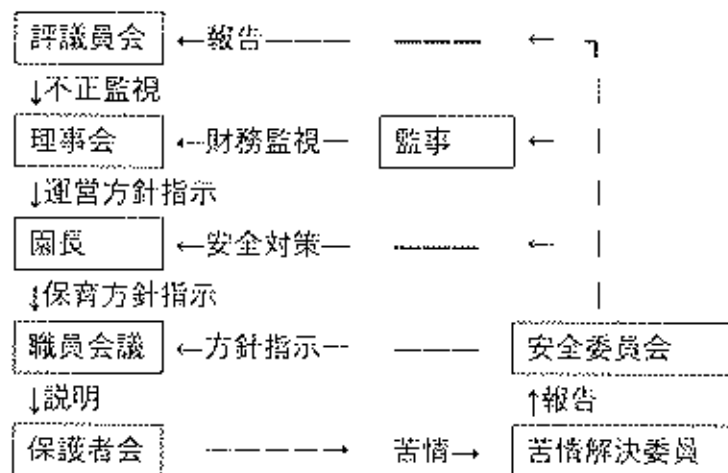 評議員会 ←報告――― ――― ← ┐
↓不正監視
理事会 ←財務監視― 監事 ←
↓運営方針指示
園長 ←安全対策― ――― ←
↓保育方針指示
職員会議 ←方針指示― ――― 安全委員会
↓説明 ↑報告
保護者会 ――――→ 苦情→ 苦情解決委員